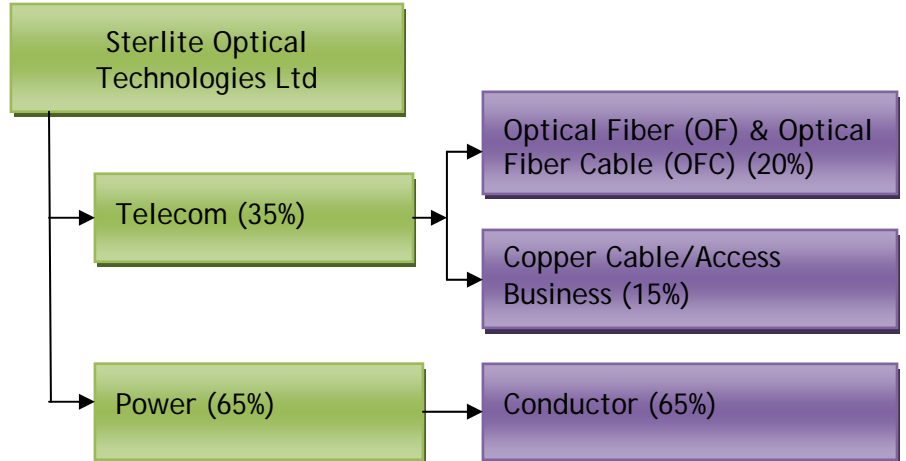 Sterlite Optical
Technologies Ltd
Optical Fiber (OF) & Optical
Fiber Cable (OFC) (20%)
Telecom (35%)
Copper Cable/Access
Business (15%)
Power (65%)
Conductor (65%)